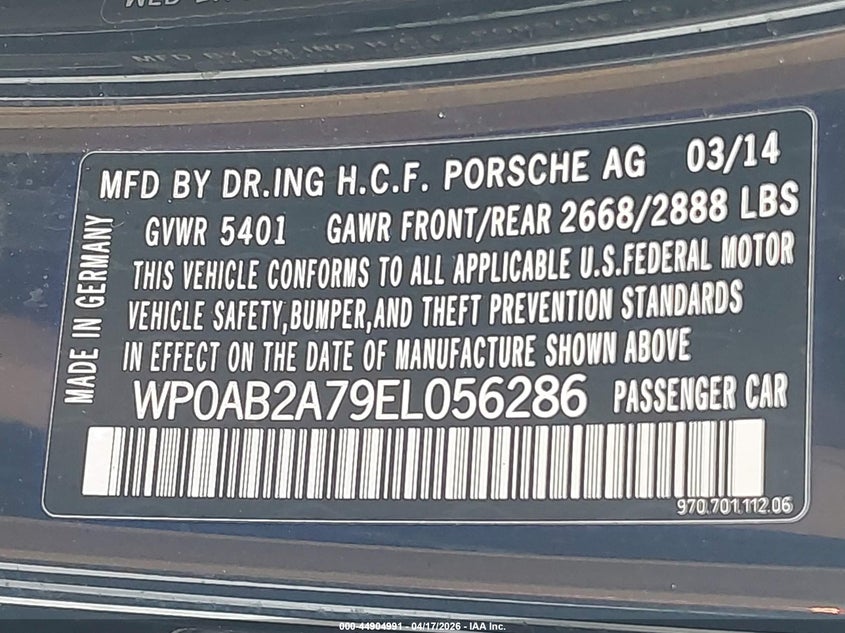 MFD BY DR.ING H.C.F. PORSCHE AG 03/14
GVWR 5401 GAWR FRONT/REAR 2668/2888 LBS
THIS VEHICLE CONFORMS TO ALL APPLICABLE U.S.FEDERAL MOTOR
VEHICLE SAFETY,BUMPER,AND THEFT PREVENTION STANDARDS
IN EFFECT ON THE DATE OF MANUFACTURE SHOWN ABOVE
WP0AB2A79EL056286 PASSENGER CAR
970.701.112.06
MADE IN GERMANY
000-44904991 - 04/17/2026 - IAA Inc.